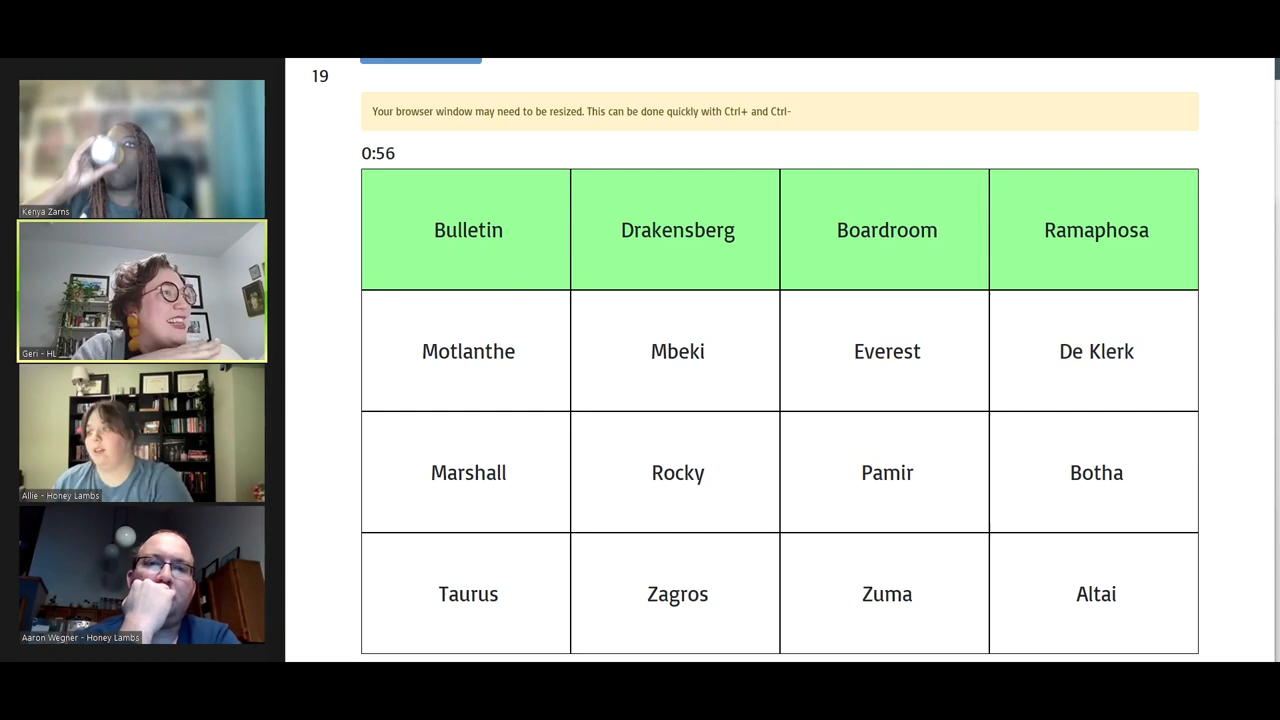 19
Your browser window may need to be resized. This can be done quickly with Ctrl+ and Ctrl-
0:56
Bulletin Drakensberg Boardroom Ramaphosa
Motlanthe Mbeki Everest De Klerk
Marshall Rocky Pamir Botha
Taurus Zagros Zuma Altai
Kenya Zarns
Geri - HL
Allie - Honey Lambs
Aaron Wegner - Honey Lambs